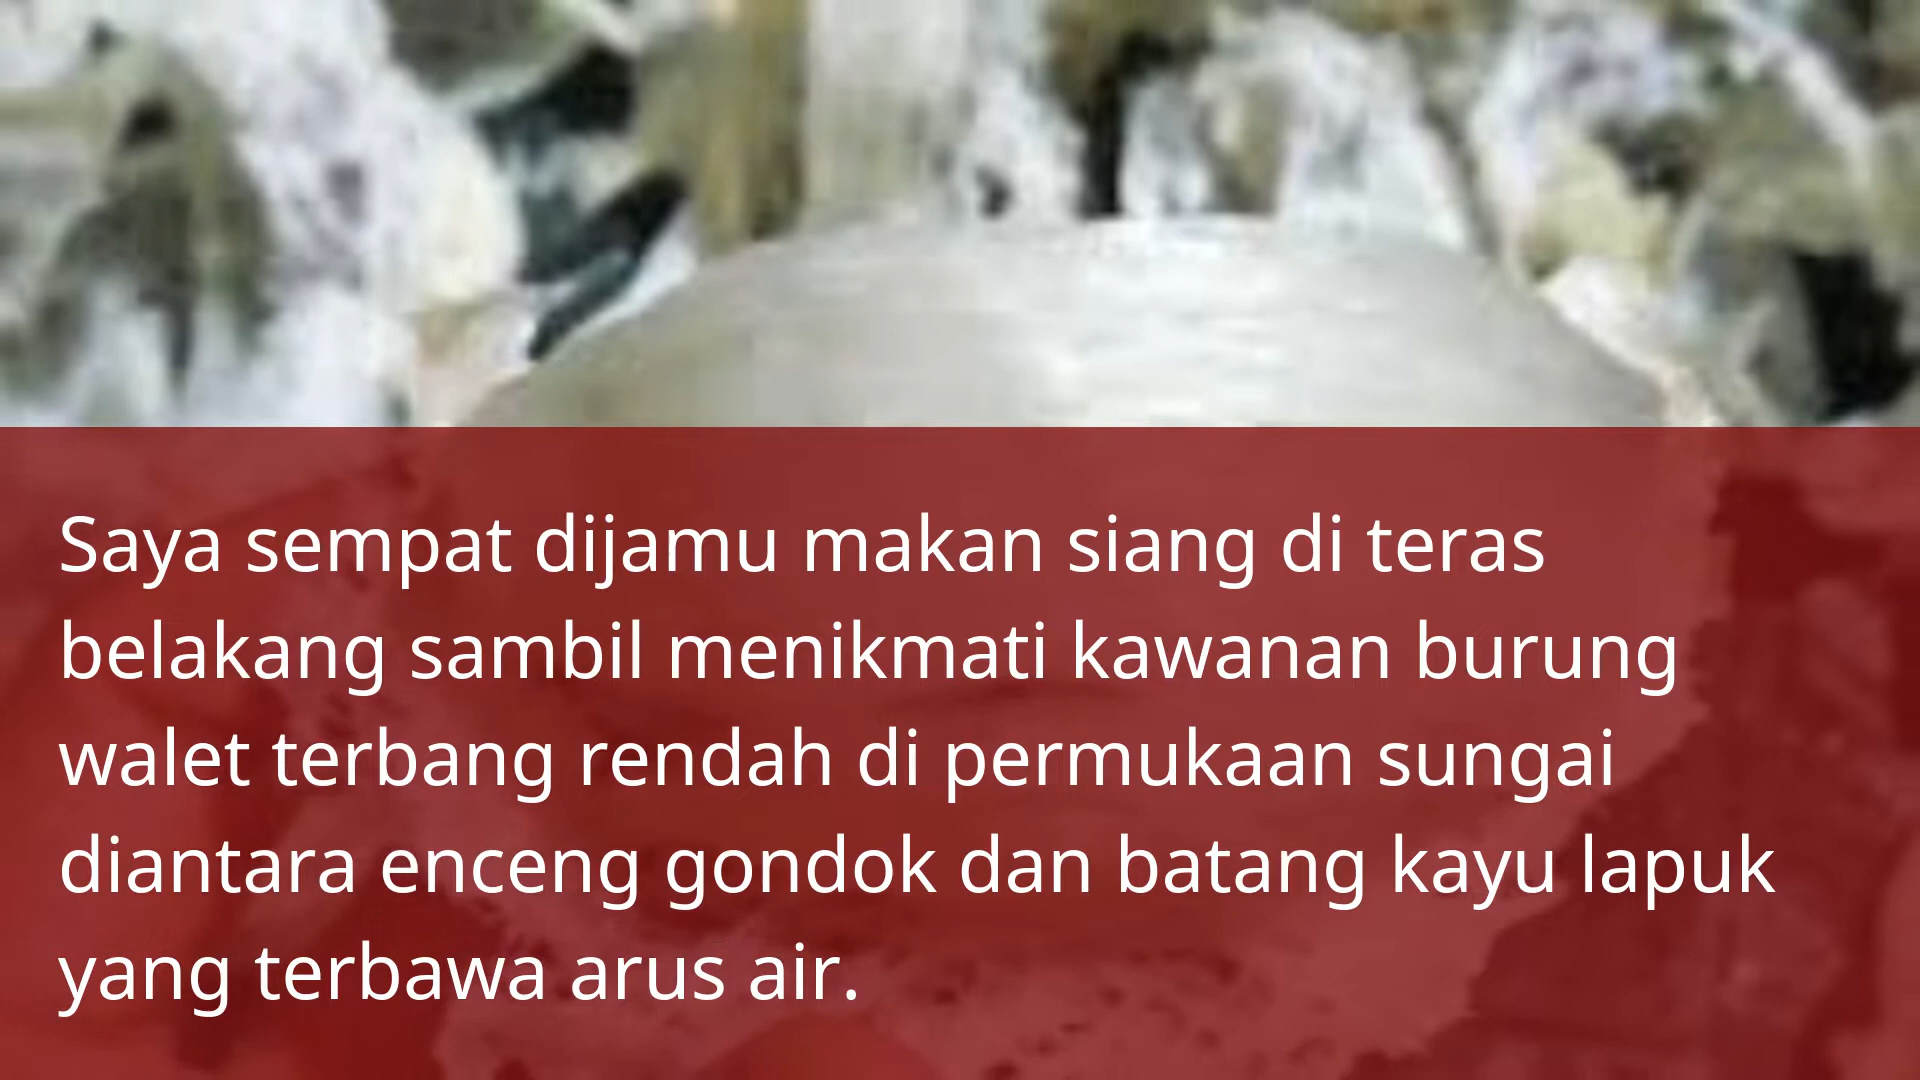 Saya sempat dijamu makan siang di teras
belakang sambil menikmati kawanan burung
walet terbang rendah di permukaan sungai
diantara enceng gondok dan batang kayu lapuk
yang terbawa arus air.